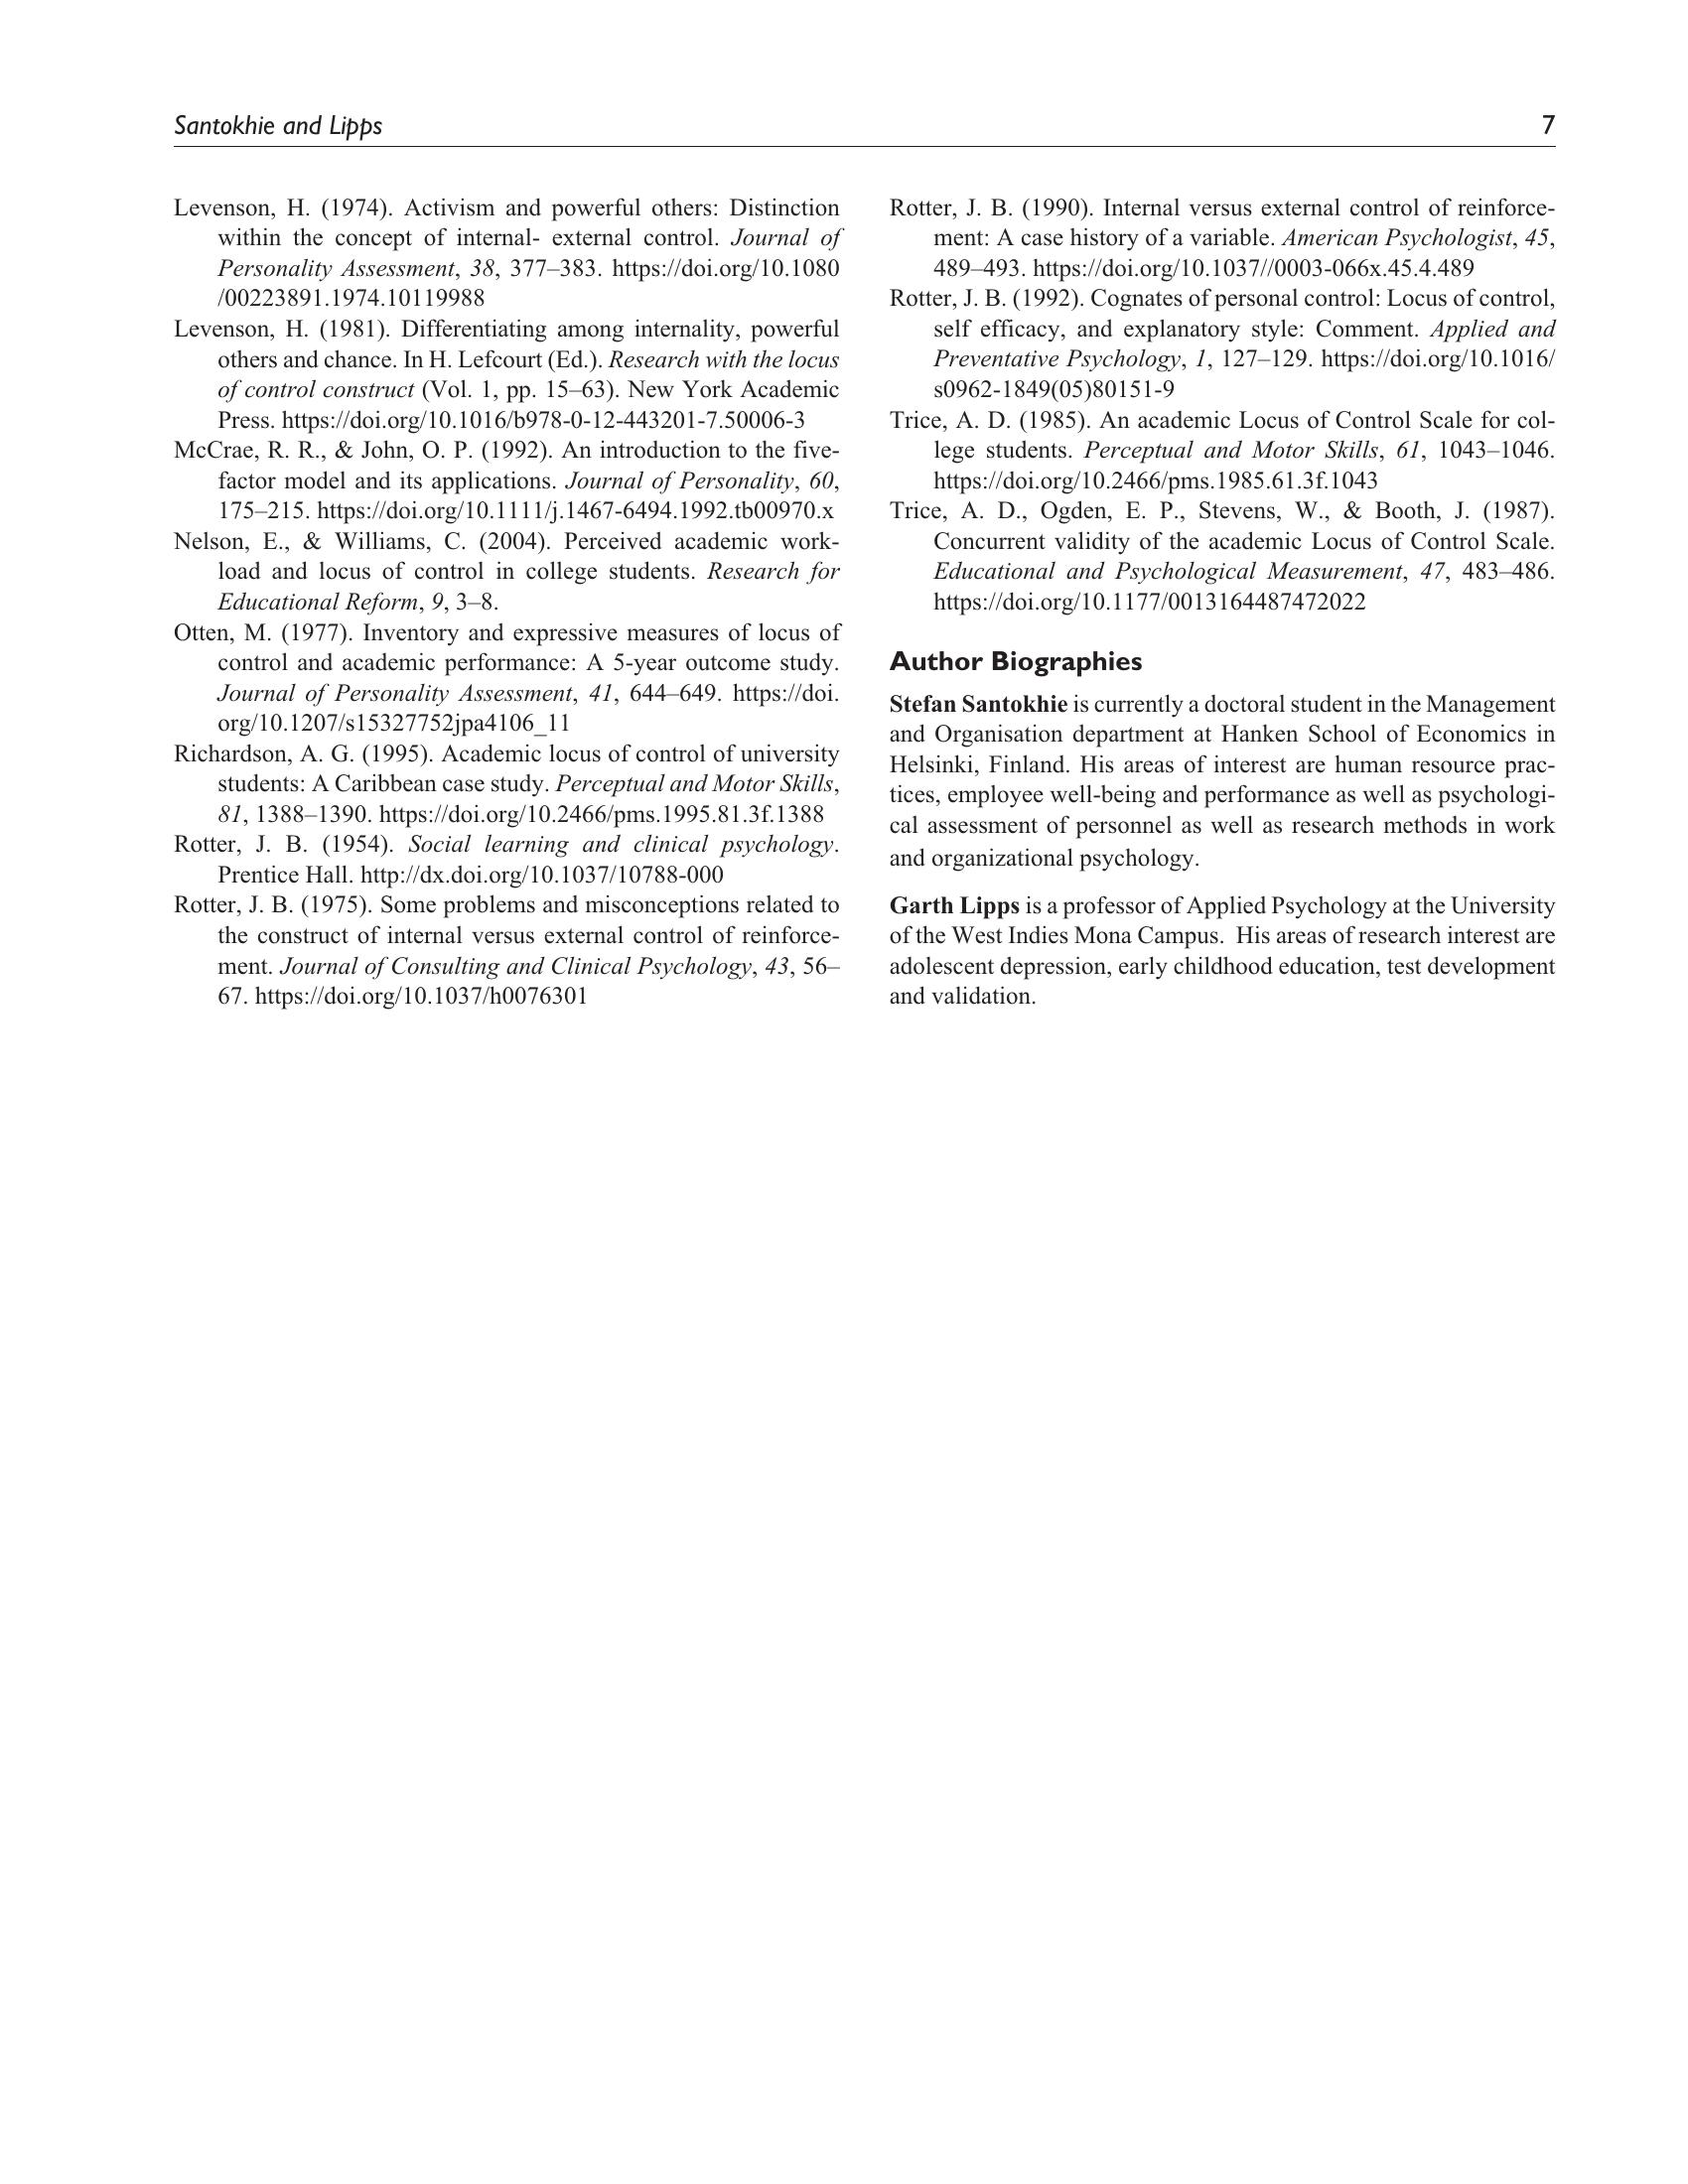 Santokhie and Lipps 7
Levenson, H. (1974). Activism and powerful others: Distinction
within the concept of internal- external control. Journal of
Personality Assessment, 38, 377–383. https://doi.org/10.1080
/00223891.1974.10119988
Levenson, H. (1981). Differentiating among internality, powerful
others and chance. In H. Lefcourt (Ed.). Research with the locus
of control construct (Vol. 1, pp. 15–63). New York Academic
Press. https://doi.org/10.1016/b978-0-12-443201-7.50006-3
McCrae, R. R., & John, O. P. (1992). An introduction to the five-
factor model and its applications. Journal of Personality, 60,
175–215. https://doi.org/10.1111/j.1467-6494.1992.tb00970.x
Nelson, E., & Williams, C. (2004). Perceived academic work-
load and locus of control in college students. Research for
Educational Reform, 9, 3–8.
Otten, M. (1977). Inventory and expressive measures of locus of
control and academic performance: A 5-year outcome study.
Journal of Personality Assessment, 41, 644–649. https://doi.
org/10.1207/s15327752jpa4106_11
Richardson, A. G. (1995). Academic locus of control of university
students: A Caribbean case study. Perceptual and Motor Skills,
81, 1388–1390. https://doi.org/10.2466/pms.1995.81.3f.1388
Rotter, J. B. (1954). Social learning and clinical psychology.
Prentice Hall. http://dx.doi.org/10.1037/10788-000
Rotter, J. B. (1975). Some problems and misconceptions related to
the construct of internal versus external control of reinforce-
ment. Journal of Consulting and Clinical Psychology, 43, 56–
67. https://doi.org/10.1037/h0076301
Rotter, J. B. (1990). Internal versus external control of reinforce-
ment: A case history of a variable. American Psychologist, 45,
489–493. https://doi.org/10.1037//0003-066x.45.4.489
Rotter, J. B. (1992). Cognates of personal control: Locus of control,
self efficacy, and explanatory style: Comment. Applied and
Preventative Psychology, 1, 127–129. https://doi.org/10.1016/
s0962-1849(05)80151-9
Trice, A. D. (1985). An academic Locus of Control Scale for col-
lege students. Perceptual and Motor Skills, 61, 1043–1046.
https://doi.org/10.2466/pms.1985.61.3f.1043
Trice, A. D., Ogden, E. P., Stevens, W., & Booth, J. (1987).
Concurrent validity of the academic Locus of Control Scale.
Educational and Psychological Measurement, 47, 483–486.
https://doi.org/10.1177/0013164487472022
Author Biographies
Stefan Santokhie is currently a doctoral student in the Management
and Organisation department at Hanken School of Economics in
Helsinki, Finland. His areas of interest are human resource prac-
tices, employee well-being and performance as well as psychologi-
cal assessment of personnel as well as research methods in work
and organizational psychology.
Garth Lipps is a professor of Applied Psychology at the University
of the West Indies Mona Campus. His areas of research interest are
adolescent depression, early childhood education, test development
and validation.